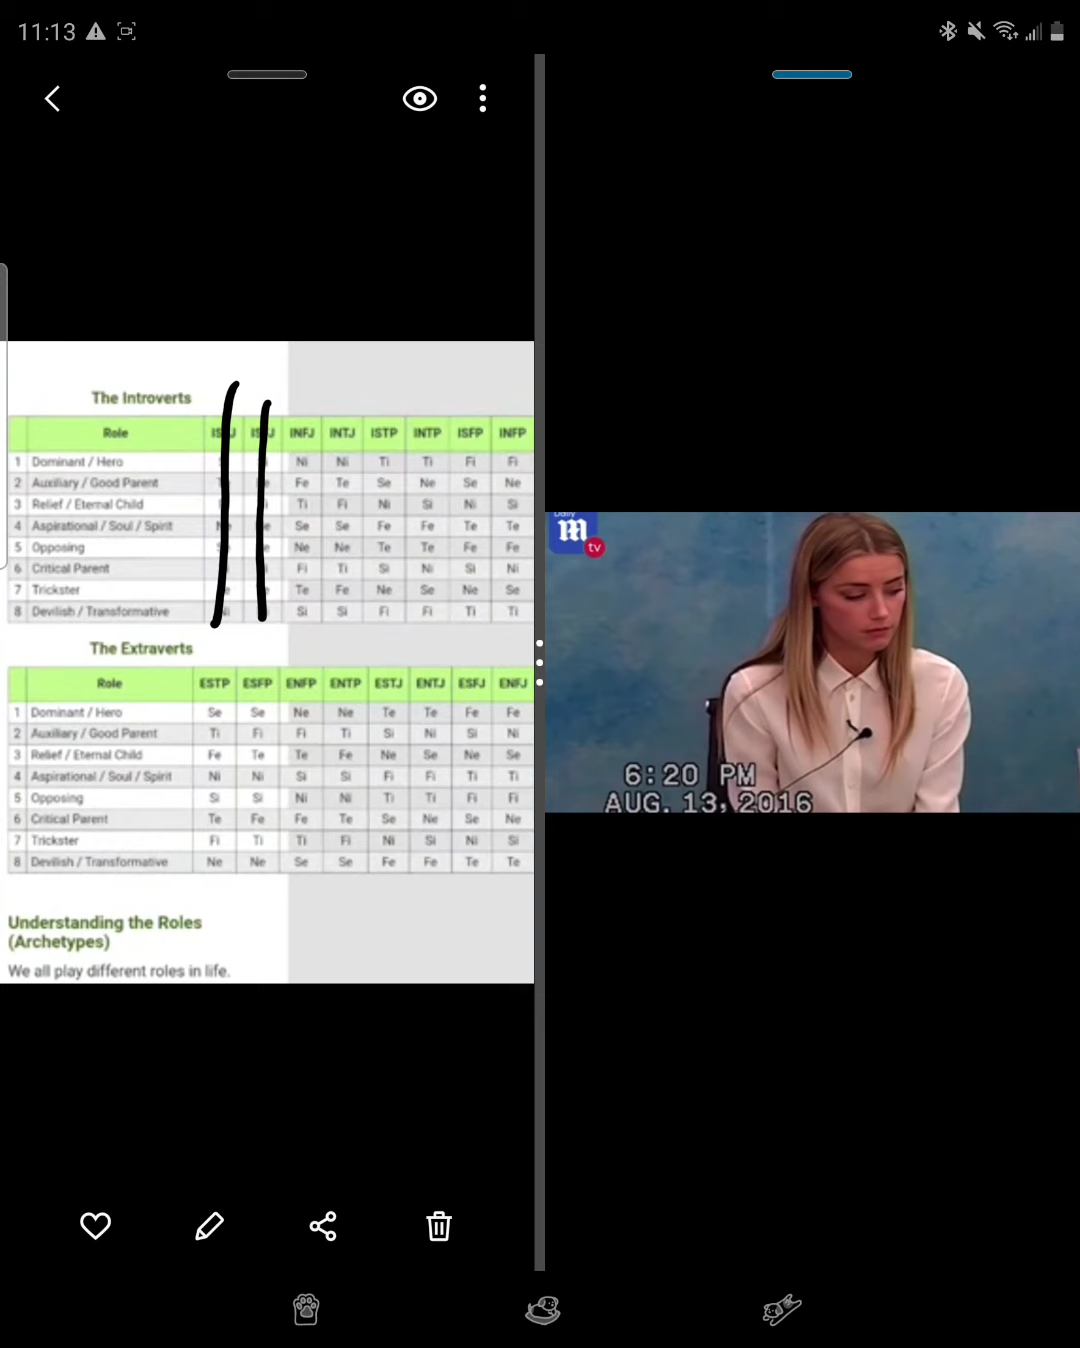 11:13
The Introverts
Role INFJ INTJ ISTP INTP ISFP INFP
1 Dominant / Hero Ni Ni Ti Ti Fi Fi
2 Auxiliary / Good Parent Fe Te Se Ne Se Ne
3 Relief / Eternal Child Ti Fi Ni Si Ni Si
4 Aspirational / Soul / Spirit Se Se Fe Fe Te Te
5 Opposing Ne Ne Te Te Fe Fe
6 Critical Parent Fi Ti Si Ni Si Ni
7 Trickster Te Fe Ne Se Ne Se
8 Devilish / Transformative Si Si Fi Fi Ti Ti
The Extraverts
Role ESTP ESFP ENFP ENTP ESTJ ENTJ ESFJ ENFJ
1 Dominant / Hero Se Se Ne Ne Te Te Fe Fe
2 Auxiliary / Good Parent Ti Fi Fi Ti Si Ni Si Ni
3 Relief / Eternal Child Fe Te Te Fe Ne Se Ne Se
4 Aspirational / Soul / Spirit Ni Ni Si Si Fi Fi Ti Ti
5 Opposing Si Si Ni Ni Ti Ti Fi Fi
6 Critical Parent Te Fe Fe Te Se Ne Se Ne
7 Trickster Fi Ti Ti Fi Ni Si Ni Si
8 Devilish / Transformative Ne Ne Se Se Fe Fe Te Te
Understanding the Roles
(Archetypes)
We all play different roles in life.
Daily
m
tv
6:20 PM
AUG. 13, 2016